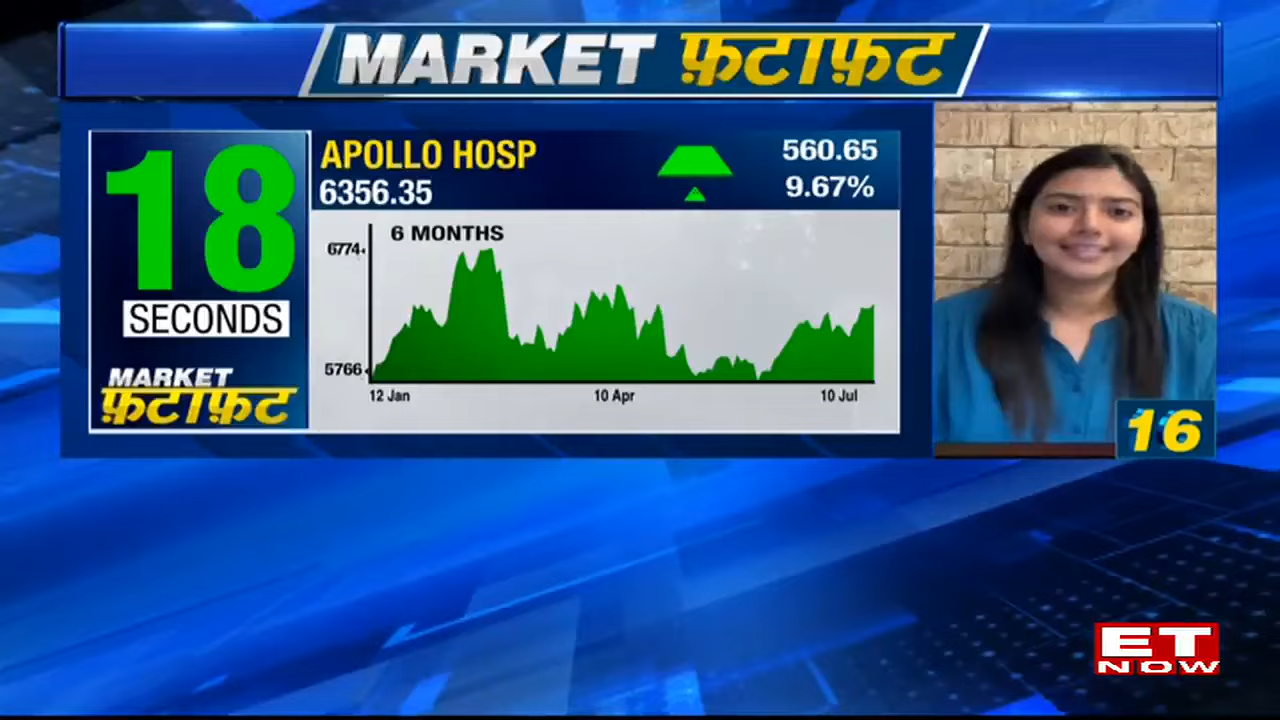 MARKET फ़टाफ़ट
18
SECONDS
MARKET
फ़टाफ़ट
APOLLO HOSP
6356.35
560.65
9.67%
6 MONTHS
6774
5766
12 Jan
10 Apr
10 Jul
16
ET
NOW